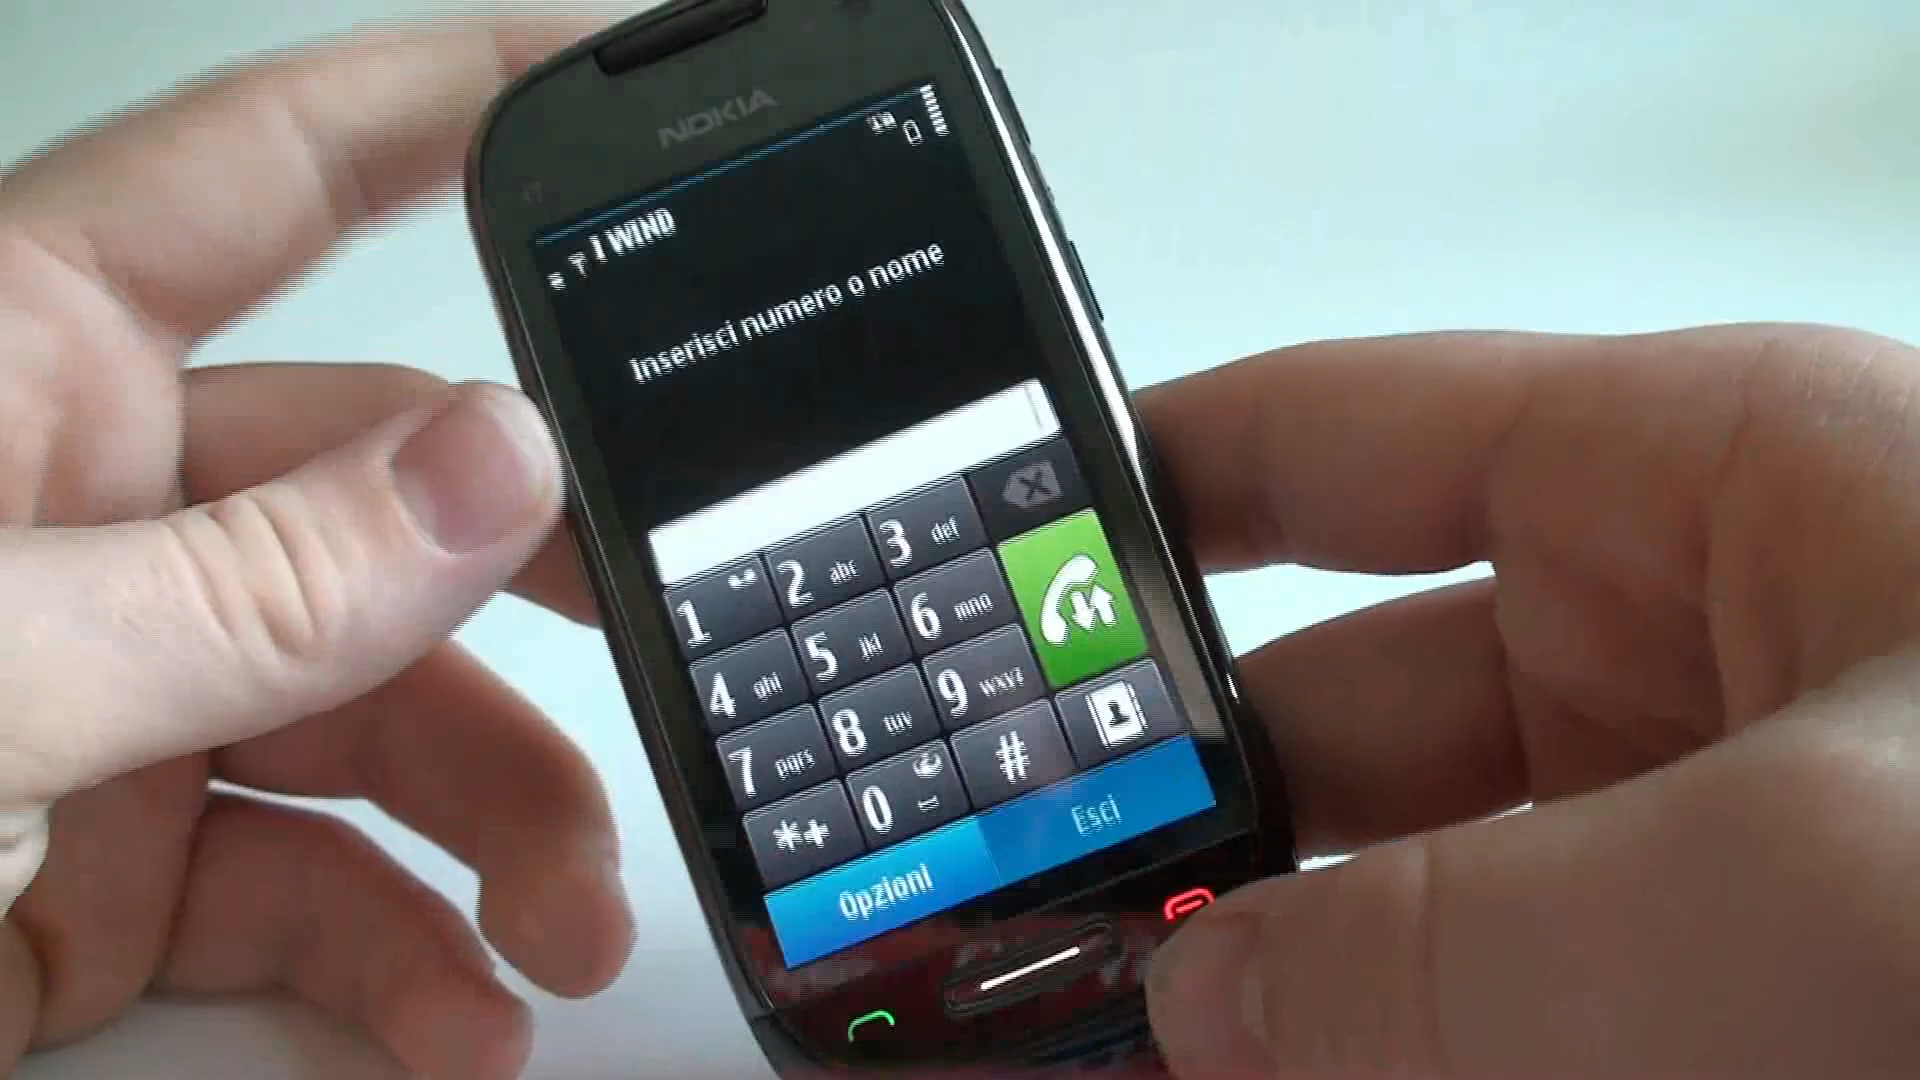 NOKIA
I WIND
Inserisci numero o nome
1
2 abc
3 def
4 ghi
5 jkl
6 mno
7 pqrs
8 tuv
9 wxyz
*+
0
#
Opzioni
Esci